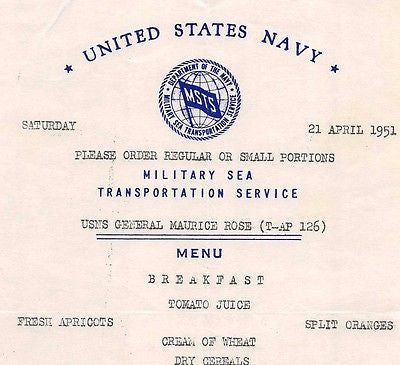 ★ UNITED STATES NAVY ★
DEPARTMENT OF THE NAVY
MSTS
MILITARY SEA TRANSPORTATION SERVICE
SATURDAY 21 APRIL 1951
PLEASE ORDER REGULAR OR SMALL PORTIONS
MILITARY SEA
TRANSPORTATION SERVICE
USNS GENERAL MAURICE ROSE (T-AP 126)
MENU
BREAKFAST
TOMATO JUICE
FRESH APRICOTS SPLIT ORANGES
CREAM OF WHEAT
DRY CEREALS